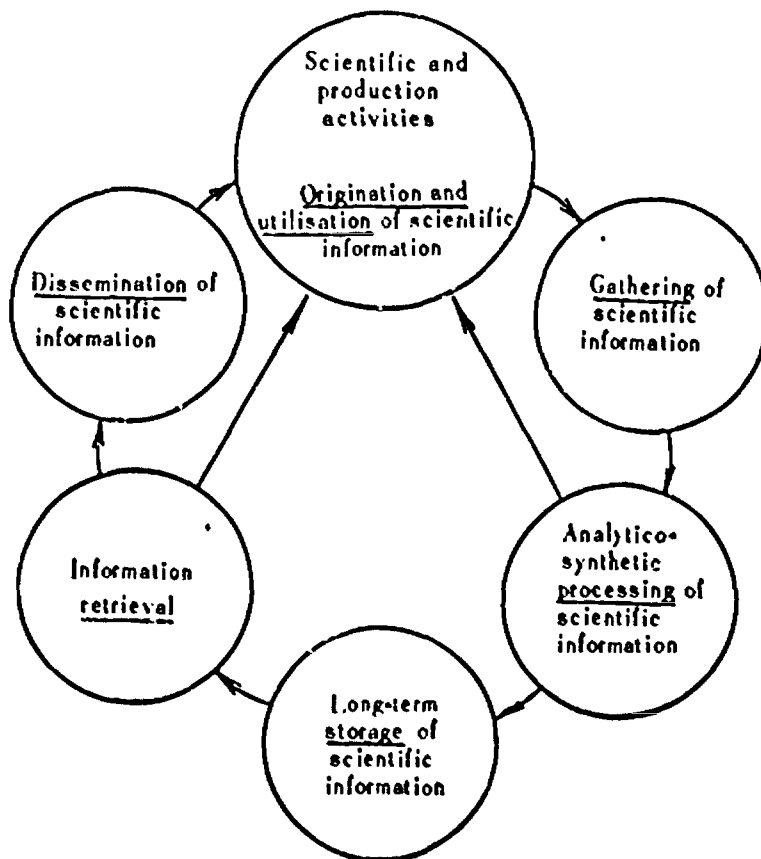 Scientific and
production
activities
Origination and
utilisation of scientific
information
Gathering of
scientific
information
Analytico-
synthetic
processing of
scientific
information
Long-term
storage of
scientific
information
Information
retrieval
Dissemination of
scientific
information